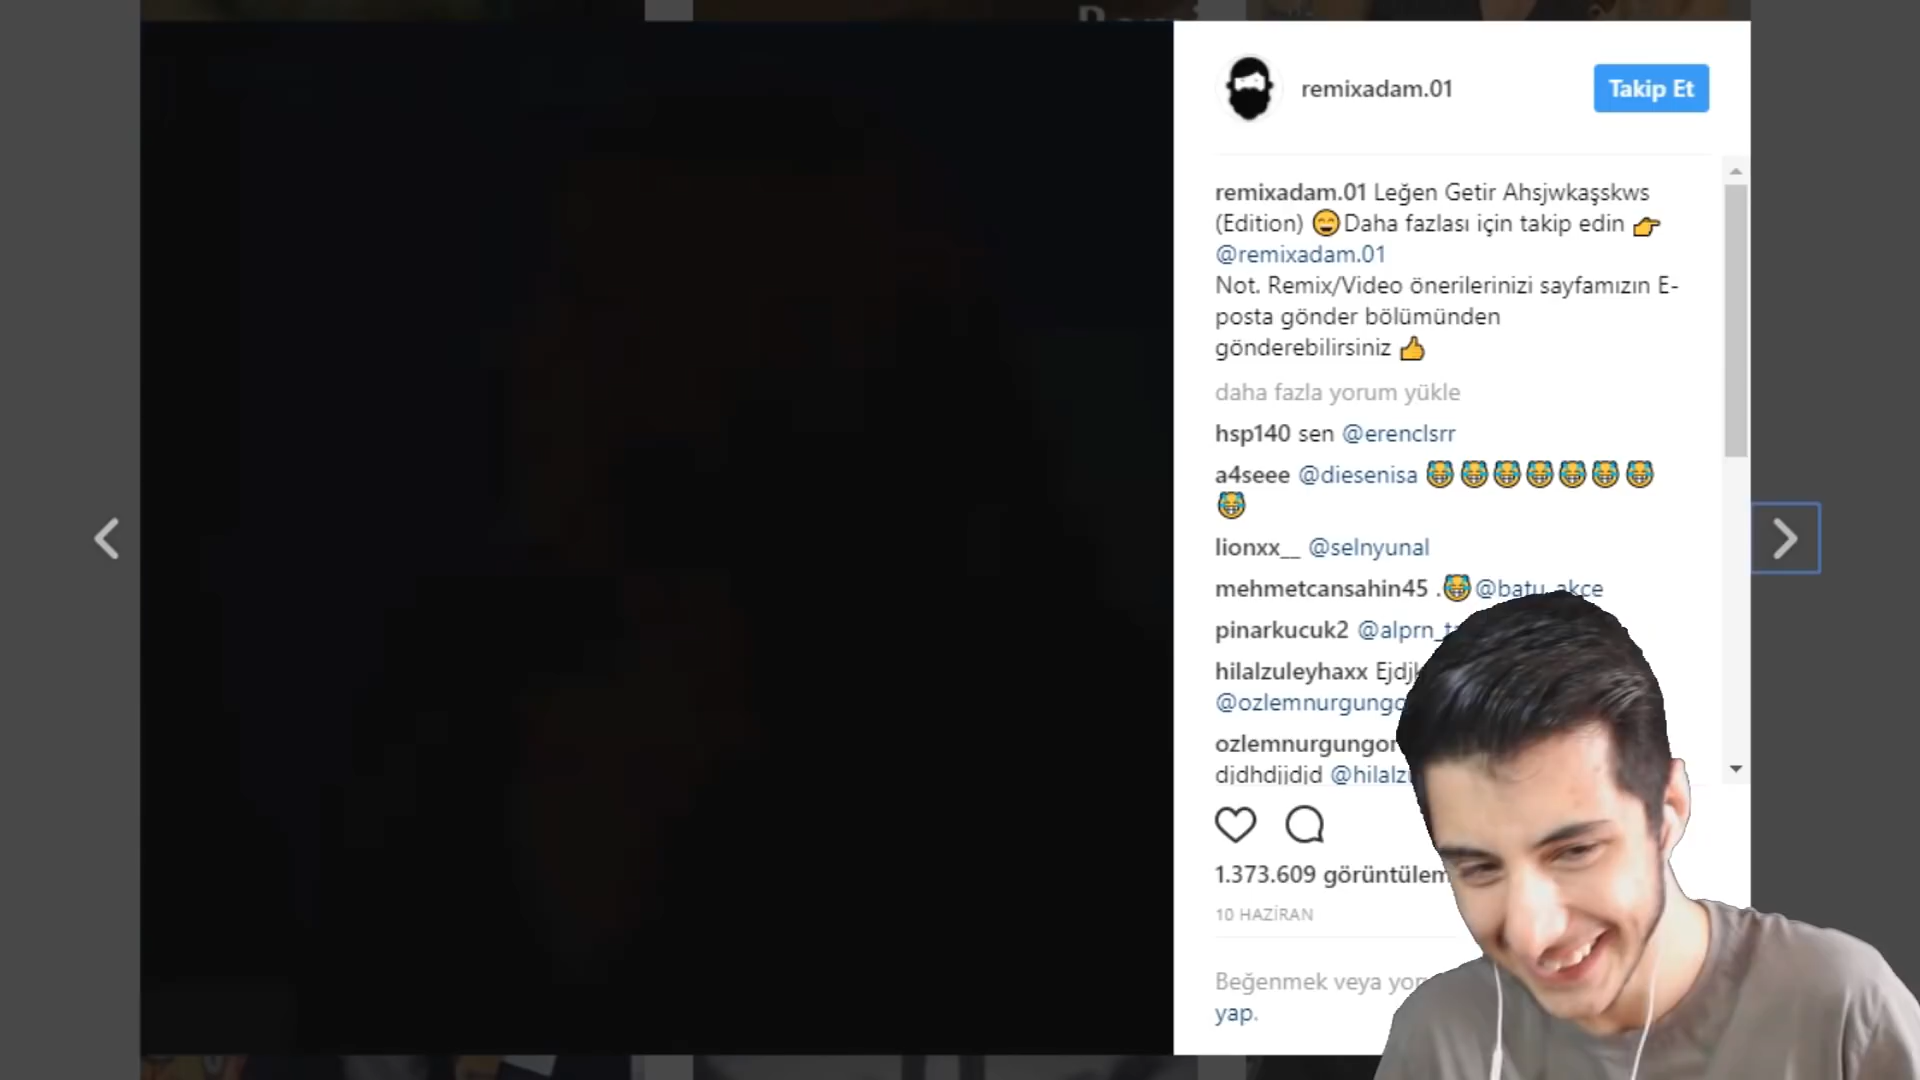 remixadam.01
Takip Et
remixadam.01 Leğen Getir Ahsjwkaşskws
(Edition) 😄Daha fazlası için takip edin 👉
@remixadam.01
Not. Remix/Video önerilerinizi sayfamızın E-
posta gönder bölümünden
gönderebilirsiniz 👍
daha fazla yorum yükle
hsp140 sen @erenclsrr
a4seee @diesenisa 😹😹😹😹😹😹😹
😹
lionxx__ @selnyunal
mehmetcansahin45 .😹@batu_akce
pinarkucuk2 @alprn_
hilalzuleyhaxx
@ozlemnurgungo
ozlemnurgungor
djdhdjjdjd @hilalz
1.373.609 görüntülem
10 HAZİRAN
Beğenmek veya yor
yap.